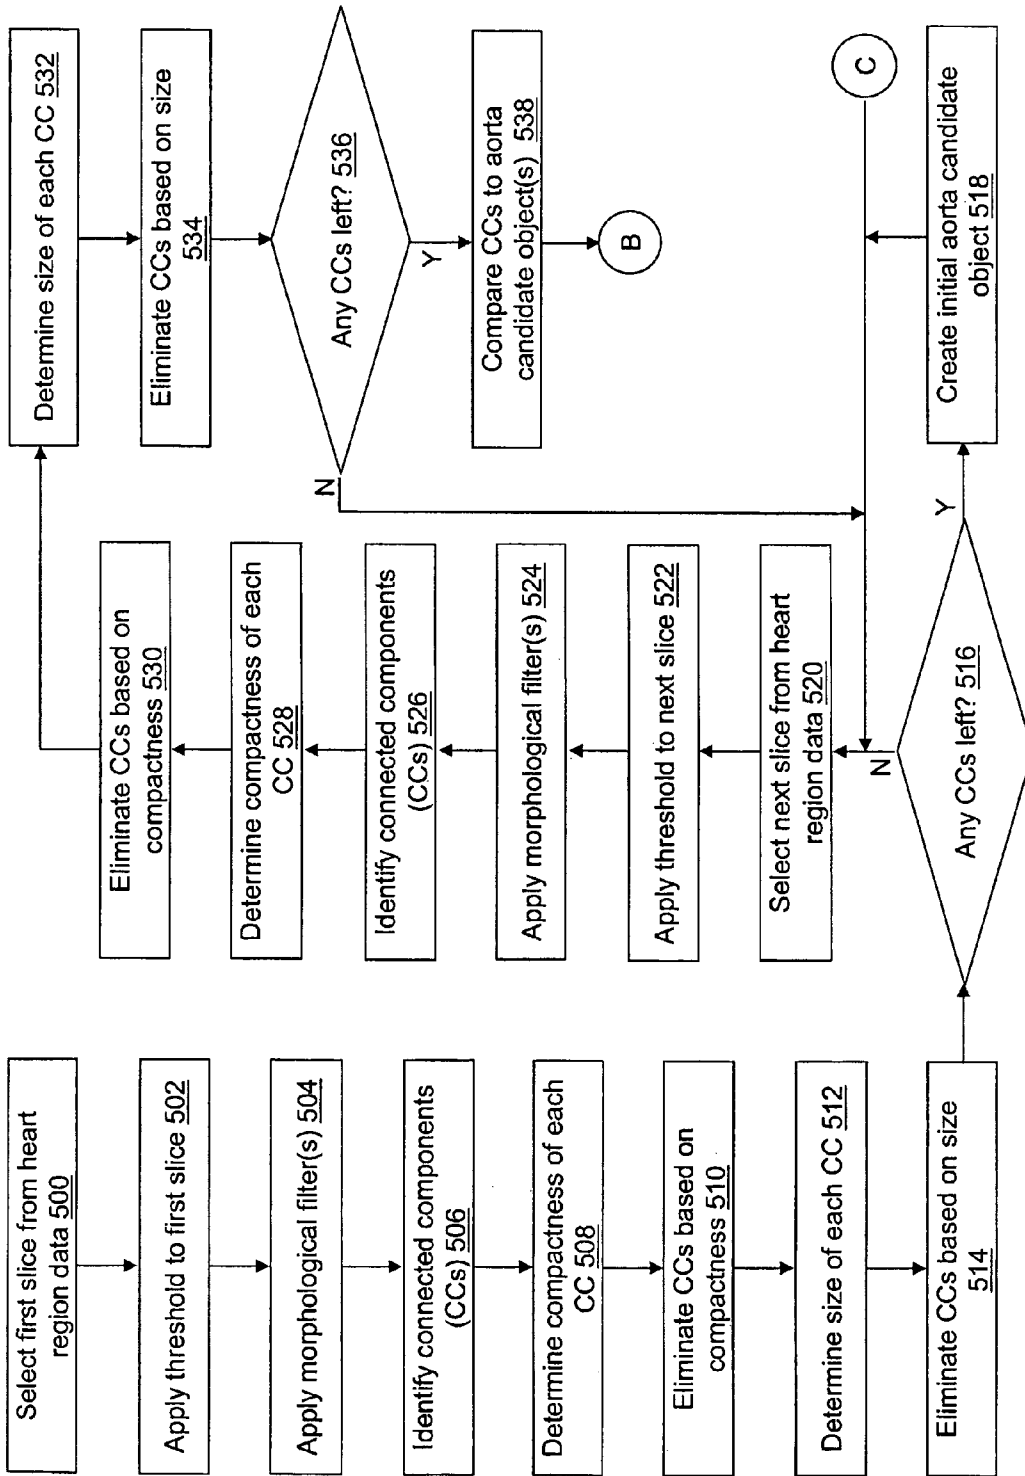 Select first slice from heart
region data 500
Apply threshold to first slice 502
Apply morphological filter(s) 504
Identify connected components
(CCs) 506
Determine compactness of each
CC 508
Eliminate CCs based on
compactness 510
Determine size of each CC 512
Eliminate CCs based on size
514
Any CCs left? 516
Y
N
Create initial aorta candidate
object 518
C
Select next slice from heart
region data 520
Apply threshold to next slice 522
Apply morphological filter(s) 524
Identify connected components
(CCs) 526
Determine compactness of each
CC 528
Eliminate CCs based on
compactness 530
Determine size of each CC 532
Eliminate CCs based on size
534
Any CCs left? 536
N
Y
Compare CCs to aorta
candidate object(s) 538
B